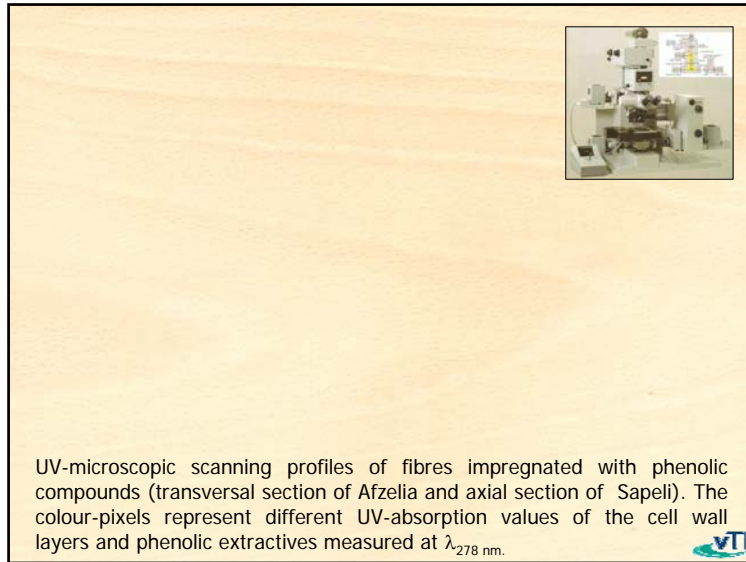 UV-microscopic scanning profiles of fibres impregnated with phenolic
compounds (transversal section of Afzelia and axial section of Sapeli). The
colour-pixels represent different UV-absorption values of the cell wall
layers and phenolic extractives measured at λ278 nm.
vTI